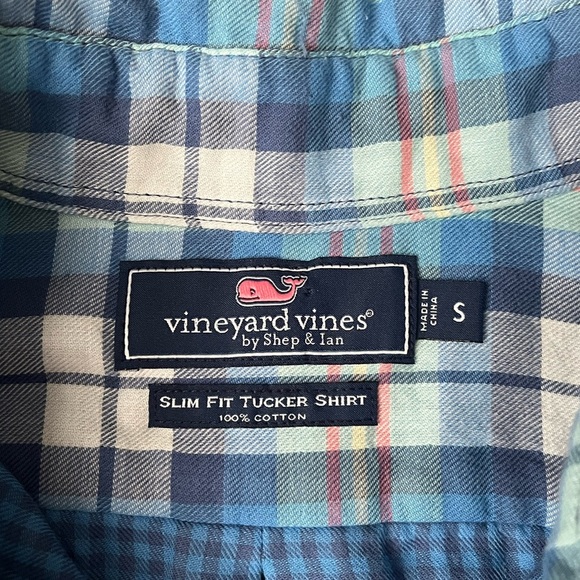 vineyard vines®
by Shep & Ian
MADE IN
CHINA
S
SLIM FIT TUCKER SHIRT
100% COTTON